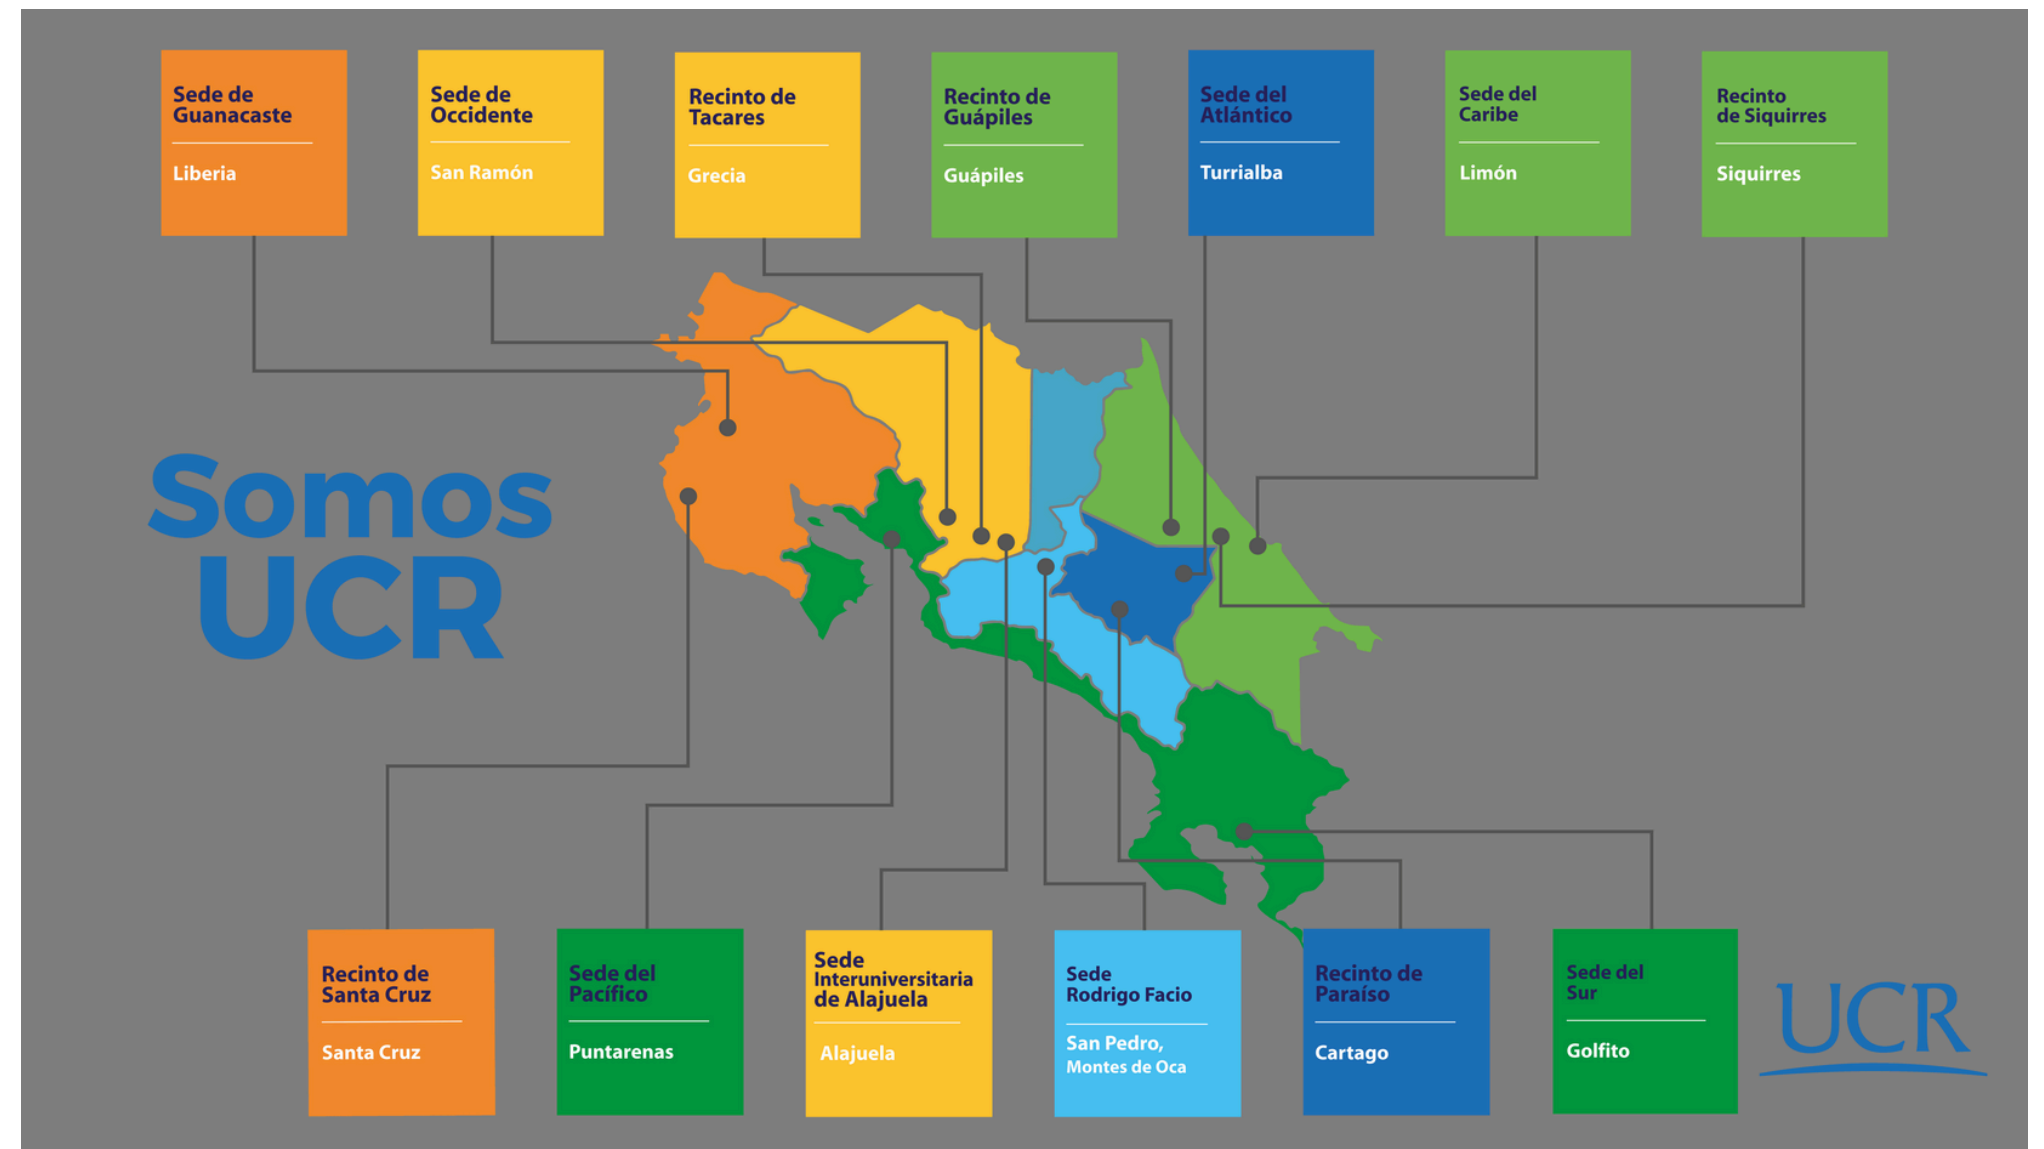 Sede de
Guanacaste
Liberia
Sede de
Occidente
San Ramón
Recinto de
Tacares
Grecia
Recinto de
Guápiles
Guápiles
Sede del
Atlántico
Turrialba
Sede del
Caribe
Limón
Recinto
de Siquirres
Siquirres
Somos
UCR
Recinto de
Santa Cruz
Santa Cruz
Sede del
Pacífico
Puntarenas
Sede
Interuniversitaria
de Alajuela
Alajuela
Sede
Rodrigo Facio
San Pedro,
Montes de Oca
Recinto de
Paraíso
Cartago
Sede del
Sur
Golfito
UCR